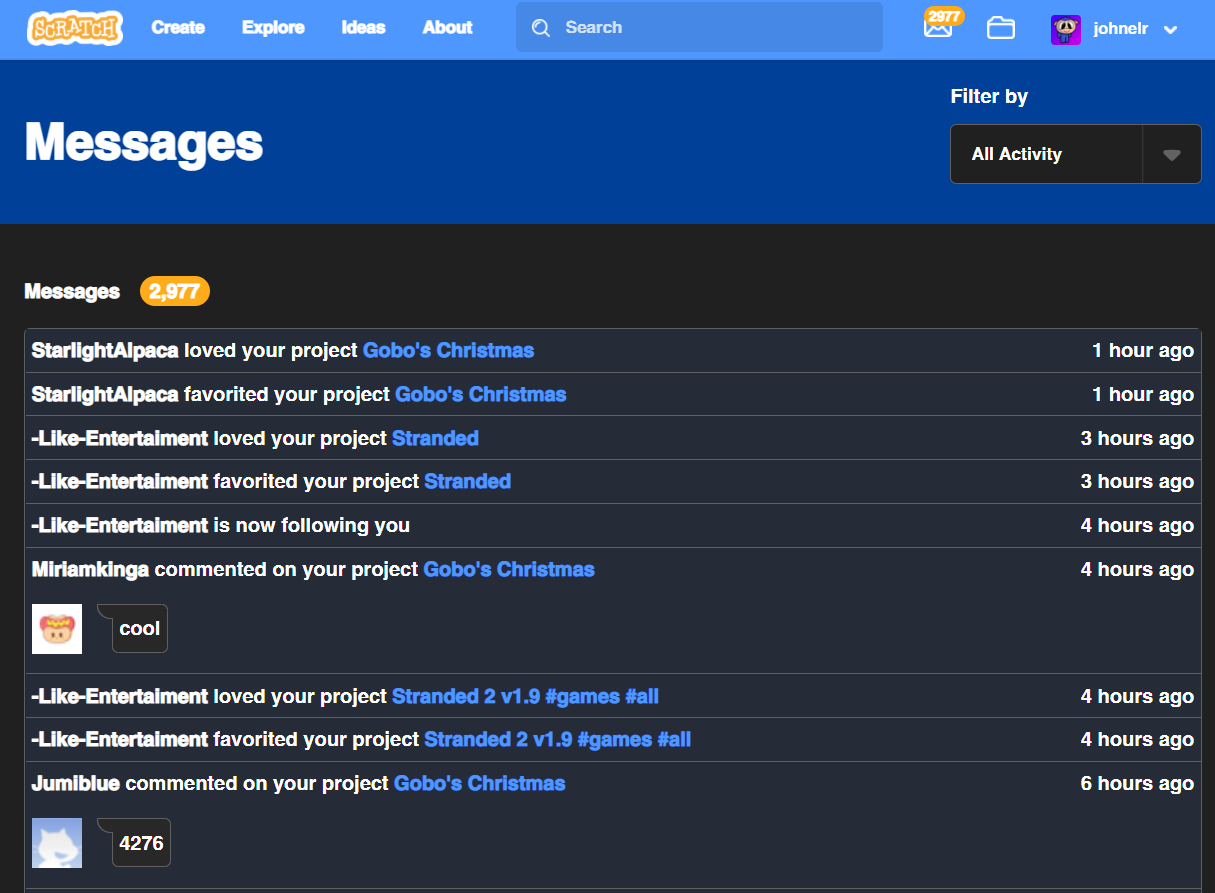 SCRATCH Create Explore Ideas About Search 2977 johnelr
Filter by
Messages
All Activity
Messages 2,977
StarlightAlpaca loved your project Gobo's Christmas 1 hour ago
StarlightAlpaca favorited your project Gobo's Christmas 1 hour ago
-Like-Entertaiment loved your project Stranded 3 hours ago
-Like-Entertaiment favorited your project Stranded 3 hours ago
-Like-Entertaiment is now following you 4 hours ago
Miriamkinga commented on your project Gobo's Christmas 4 hours ago
cool
-Like-Entertaiment loved your project Stranded 2 v1.9 #games #all 4 hours ago
-Like-Entertaiment favorited your project Stranded 2 v1.9 #games #all 4 hours ago
Jumiblue commented on your project Gobo's Christmas 6 hours ago
4276